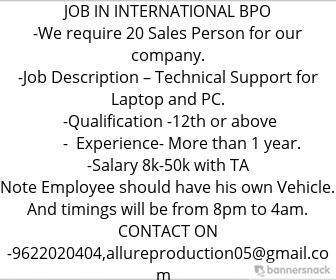 JOB IN INTERNATIONAL BPO
-We require 20 Sales Person for our
company.
-Job Description – Technical Support for
Laptop and PC.
-Qualification -12th or above
-  Experience- More than 1 year.
-Salary 8k-50k with TA
Note Employee should have his own Vehicle.
And timings will be from 8pm to 4am.
CONTACT ON
-9622020404,allureproduction05@gmail.co
m
bannersnack